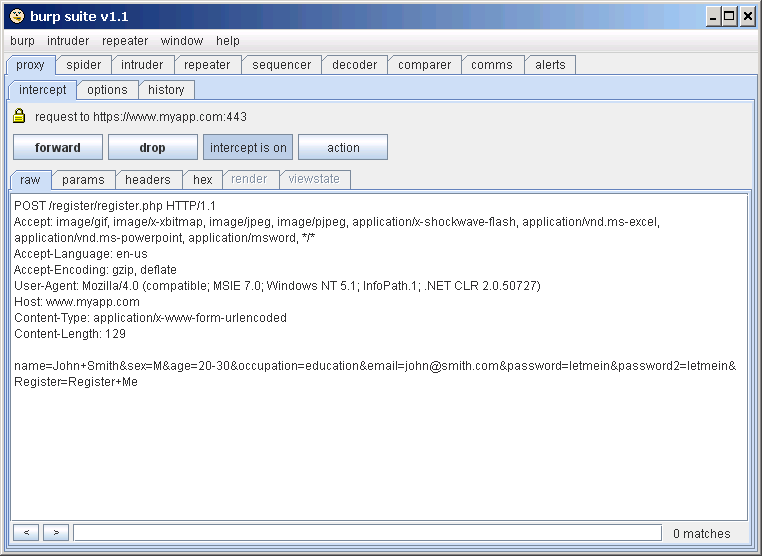 burp suite v1.1
burp intruder repeater window help
proxy spider intruder repeater sequencer decoder comparer comms alerts
intercept options history
request to https://www.myapp.com:443
forward drop intercept is on action
raw params headers hex render viewstate
POST /register/register.php HTTP/1.1
Accept: image/gif, image/x-xbitmap, image/jpeg, image/pjpeg, application/x-shockwave-flash, application/vnd.ms-excel,
application/vnd.ms-powerpoint, application/msword, */*
Accept-Language: en-us
Accept-Encoding: gzip, deflate
User-Agent: Mozilla/4.0 (compatible; MSIE 7.0; Windows NT 5.1; InfoPath.1; .NET CLR 2.0.50727)
Host: www.myapp.com
Content-Type: application/x-www-form-urlencoded
Content-Length: 129
name=John+Smith&sex=M&age=20-30&occupation=education&email=john@smith.com&password=letmein&password2=letmein&
Register=Register+Me
< > 0 matches